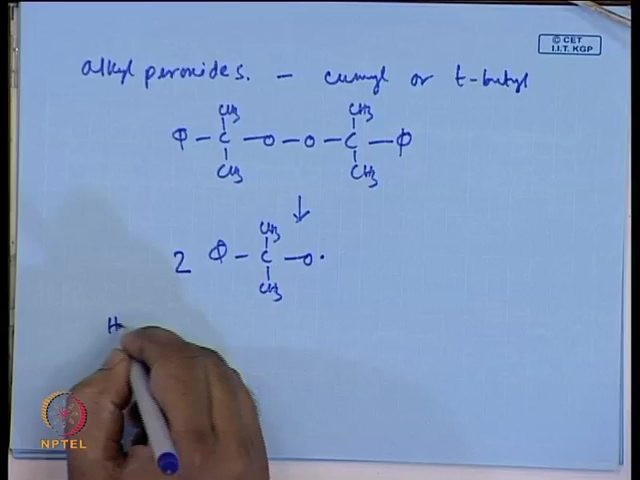 © CET
I.I.T. KGP
alkyl peroxides. - cumyl or t-butyl
CH3 CH3
Φ - C - O - O - C - Φ
CH3 CH3
↓
CH3
2 Φ - C - O·
CH3
H
NPTEL